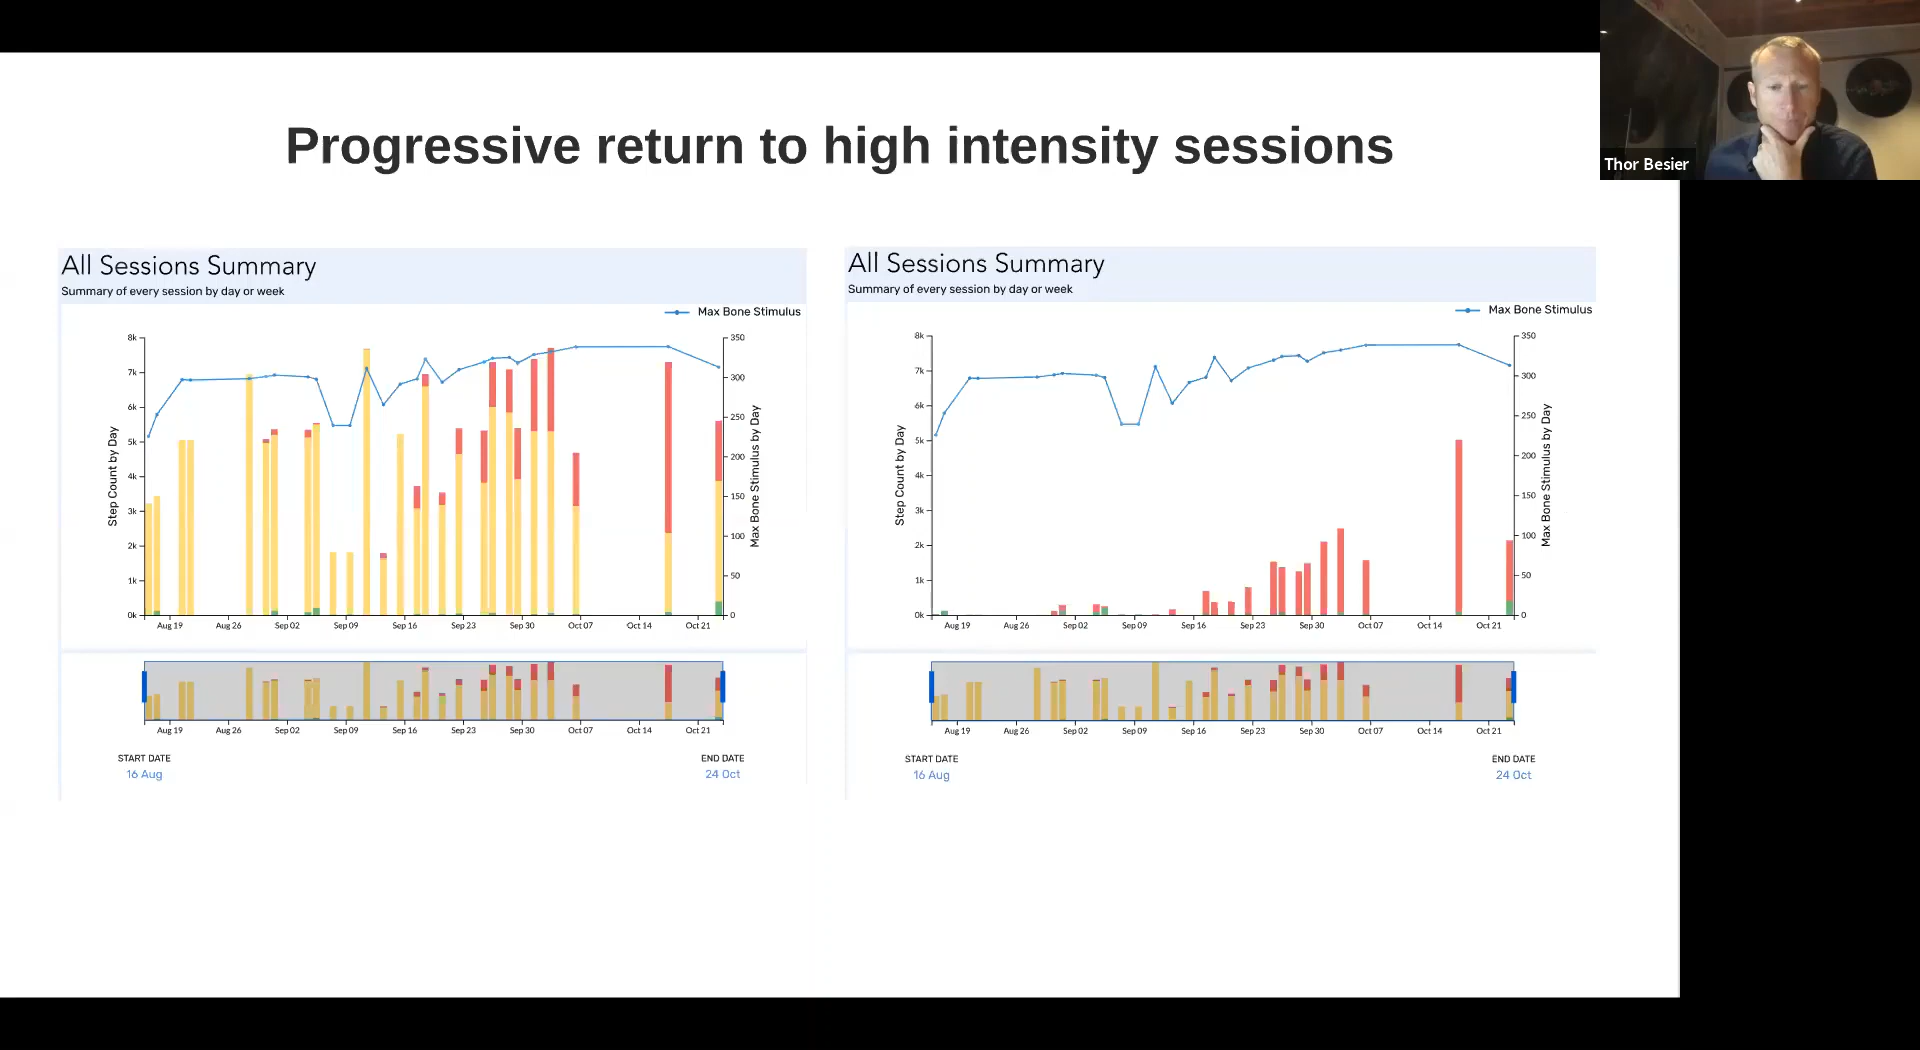 Progressive return to high intensity sessions
Thor Besier
All Sessions Summary
Summary of every session by day or week
Max Bone Stimulus
8k
7k
6k
5k
4k
3k
2k
1k
0k
Step Count by Day
350
300
250
200
150
100
50
0
Max Bone Stimulus by Day
Aug 19 Aug 26 Sep 02 Sep 09 Sep 16 Sep 23 Sep 30 Oct 07 Oct 14 Oct 21
Aug 19 Aug 26 Sep 02 Sep 09 Sep 16 Sep 23 Sep 30 Oct 07 Oct 14 Oct 21
START DATE
16 Aug
END DATE
24 Oct
All Sessions Summary
Summary of every session by day or week
Max Bone Stimulus
8k
7k
6k
5k
4k
3k
2k
1k
0k
Step Count by Day
350
300
250
200
150
100
50
0
Max Bone Stimulus by Day
Aug 19 Aug 26 Sep 02 Sep 09 Sep 16 Sep 23 Sep 30 Oct 07 Oct 14 Oct 21
Aug 19 Aug 26 Sep 02 Sep 09 Sep 16 Sep 23 Sep 30 Oct 07 Oct 14 Oct 21
START DATE
16 Aug
END DATE
24 Oct